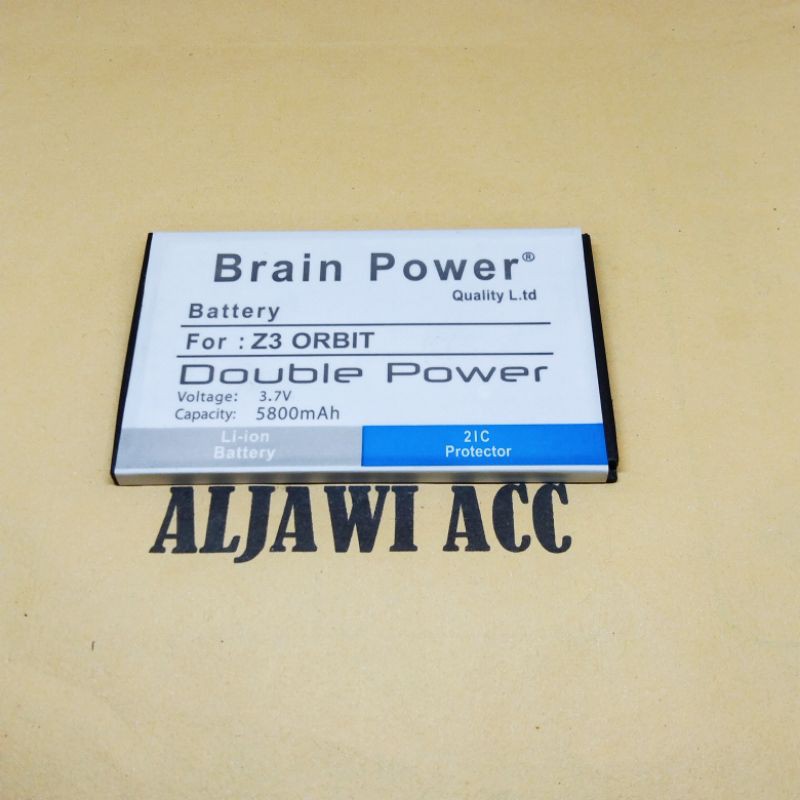 Brain Power®
Quality L.td
Battery
For : Z3 ORBIT
Double Power
Voltage: 3.7V
Capacity: 5800mAh
Li-ion
Battery
2IC
Protector
ALJAWI ACC